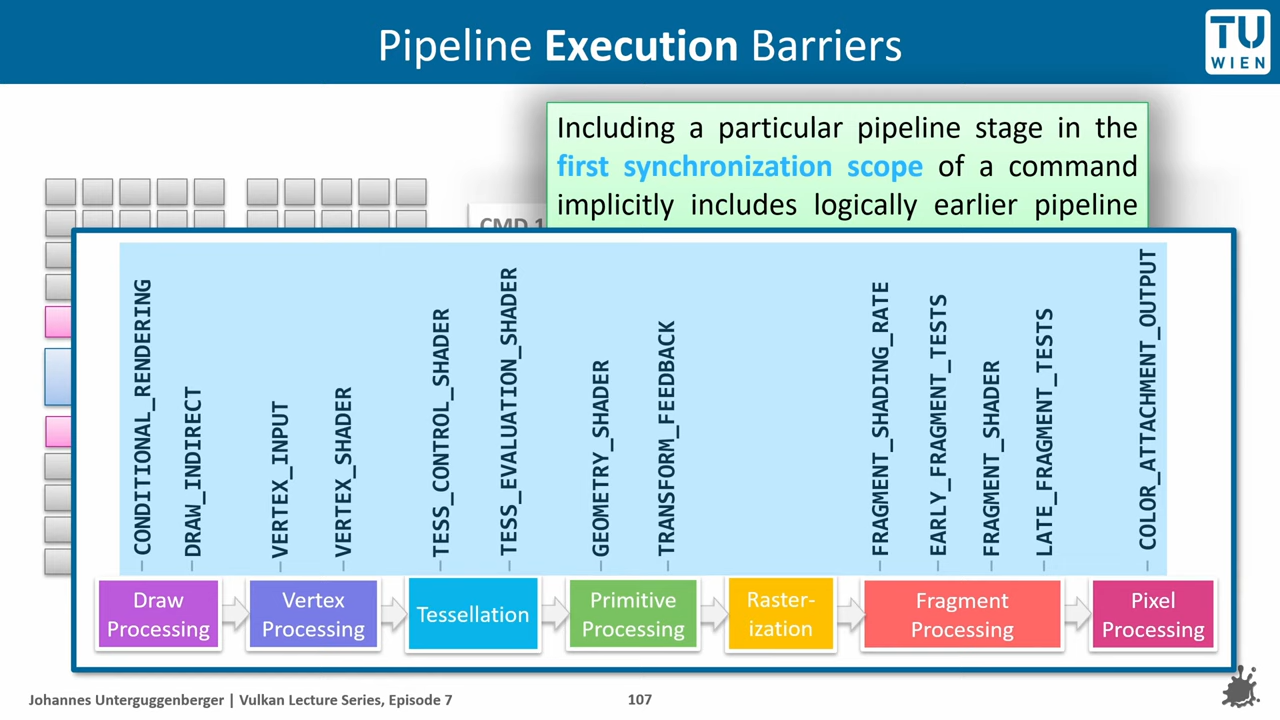 Pipeline Execution Barriers
TU
WIEN
Including a particular pipeline stage in the
first synchronization scope of a command
implicitly includes logically earlier pipeline
CMD 1
CONDITIONAL_RENDERING
DRAW_INDIRECT
VERTEX_INPUT
VERTEX_SHADER
TESS_CONTROL_SHADER
TESS_EVALUATION_SHADER
GEOMETRY_SHADER
TRANSFORM_FEEDBACK
FRAGMENT_SHADING_RATE
EARLY_FRAGMENT_TESTS
FRAGMENT_SHADER
LATE_FRAGMENT_TESTS
COLOR_ATTACHMENT_OUTPUT
Draw
Processing
Vertex
Processing
Tessellation
Primitive
Processing
Raster-
ization
Fragment
Processing
Pixel
Processing
Johannes Unterguggenberger | Vulkan Lecture Series, Episode 7
107